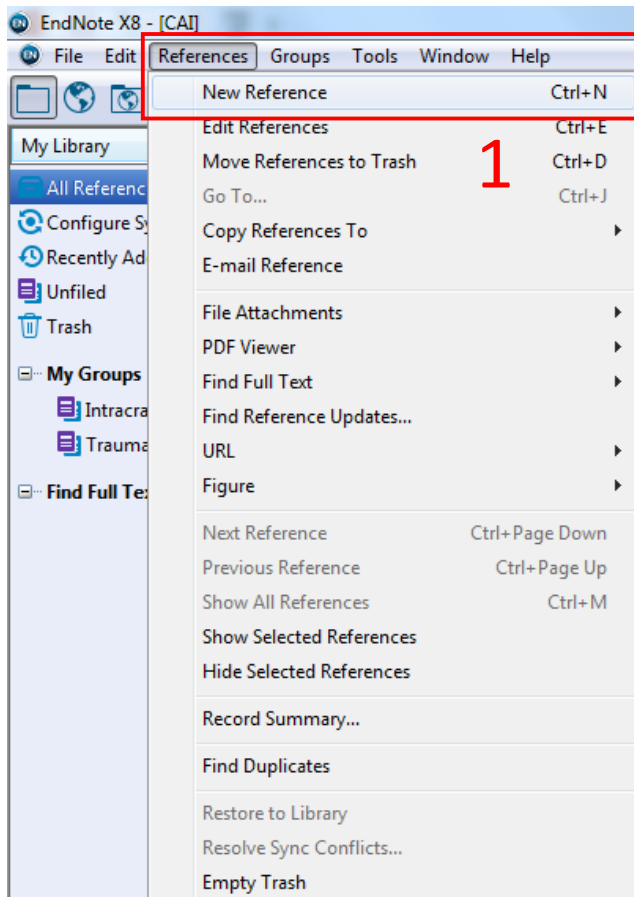 EndNote X8 - [CAI]
File Edit References Groups Tools Window Help
New Reference Ctrl+N
Edit References Ctrl+E
1
My Library
Move References to Trash Ctrl+D
All Referenc
Go To... Ctrl+J
Configure Sy
Copy References To
Recently Ad
E-mail Reference
Unfiled
File Attachments
Trash
PDF Viewer
My Groups
Find Full Text
Intracra
Find Reference Updates...
Trauma
URL
Find Full Te
Figure
Next Reference Ctrl+Page Down
Previous Reference Ctrl+Page Up
Show All References Ctrl+M
Show Selected References
Hide Selected References
Record Summary...
Find Duplicates
Restore to Library
Resolve Sync Conflicts...
Empty Trash